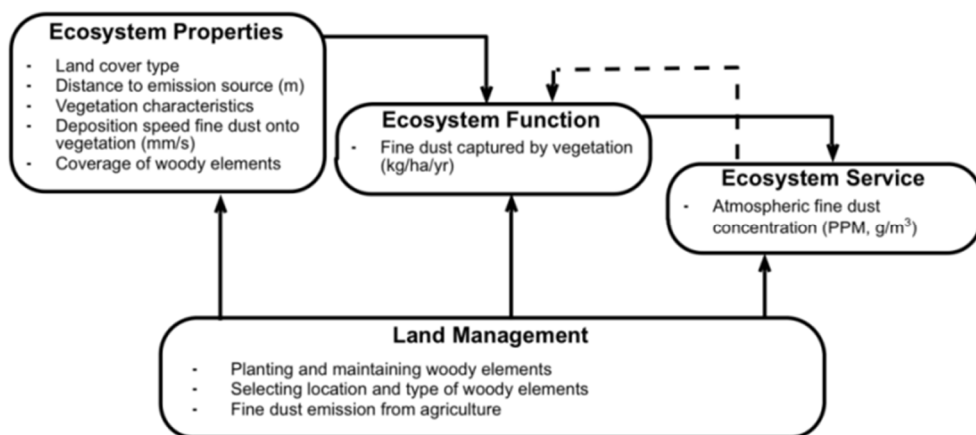 Ecosystem Properties
- Land cover type
- Distance to emission source (m)
- Vegetation characteristics
- Deposition speed fine dust onto
vegetation (mm/s)
- Coverage of woody elements
Ecosystem Function
- Fine dust captured by vegetation
(kg/ha/yr)
Ecosystem Service
- Atmospheric fine dust
concentration (PPM, g/m³)
Land Management
- Planting and maintaining woody elements
- Selecting location and type of woody elements
- Fine dust emission from agriculture